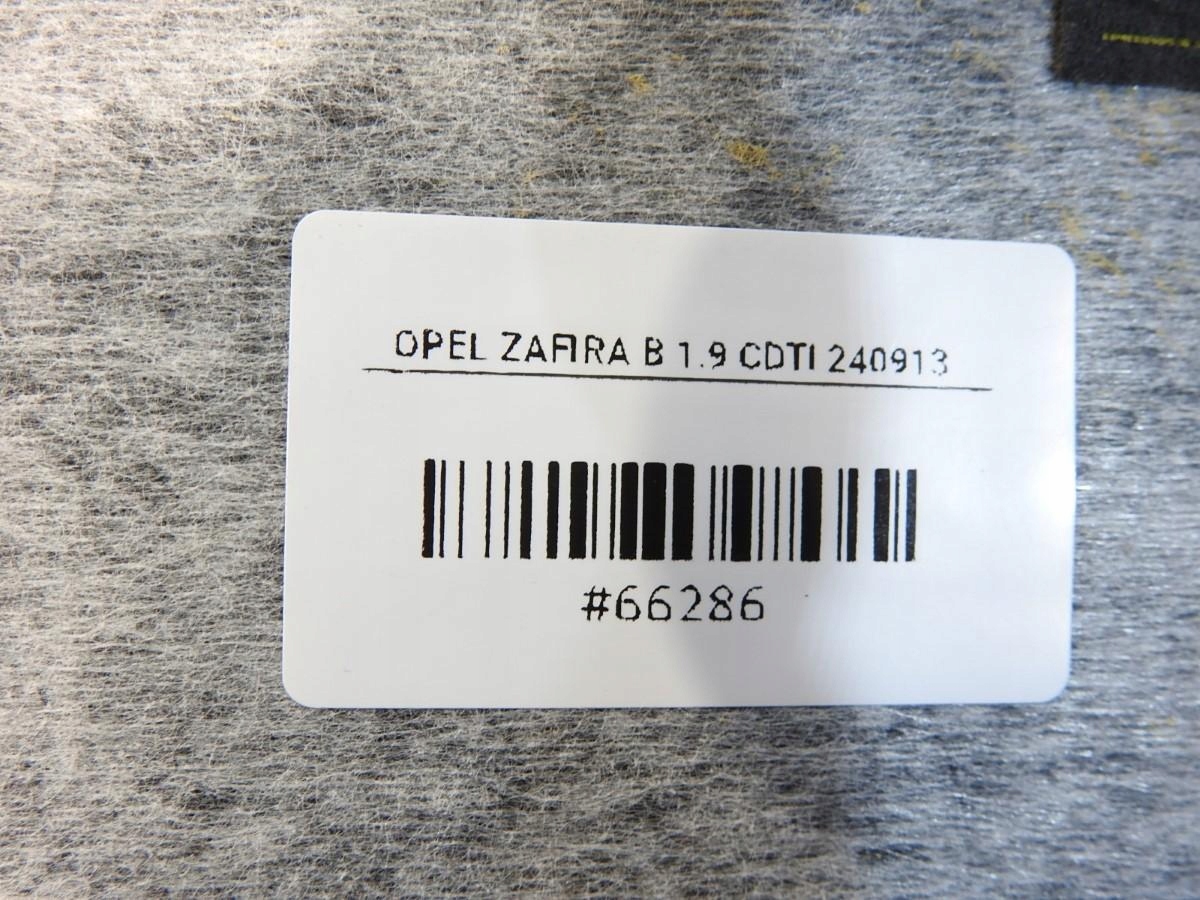 OPEL ZAFIRA B 1.9 CDTI 240913
#66286